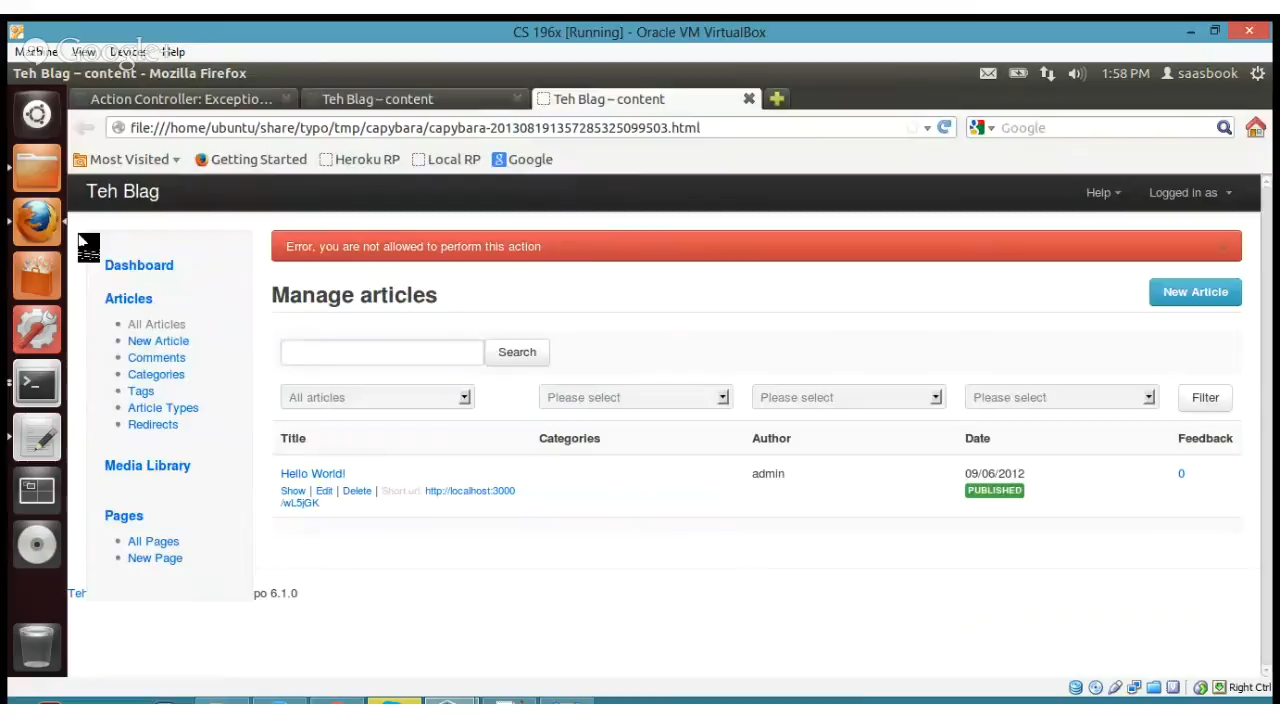 CS 196x [Running] - Oracle VM VirtualBox
Machine View Devices Help
Google
Teh Blag – content - Mozilla Firefox
1:58 PM saasbook
Action Controller: Exceptio...
Teh Blag – content
Teh Blag – content
file:///home/ubuntu/share/typo/tmp/capybara/capybara-201308191357285325099503.html
Google
Most Visited
Getting Started
Heroku RP
Local RP
Google
Teh Blag
Help
Logged in as
Error, you are not allowed to perform this action
Dashboard
Articles
All Articles
New Article
Comments
Categories
Tags
Article Types
Redirects
Media Library
Pages
All Pages
New Page
Manage articles
New Article
Search
All articles
Please select
Please select
Please select
Filter
Title Categories Author Date Feedback
Hello World! admin 09/06/2012 0
Show | Edit | Delete | Short url: http://localhost:3000
/wL5jGK
PUBLISHED
Teh
po 6.1.0
Right Ctrl